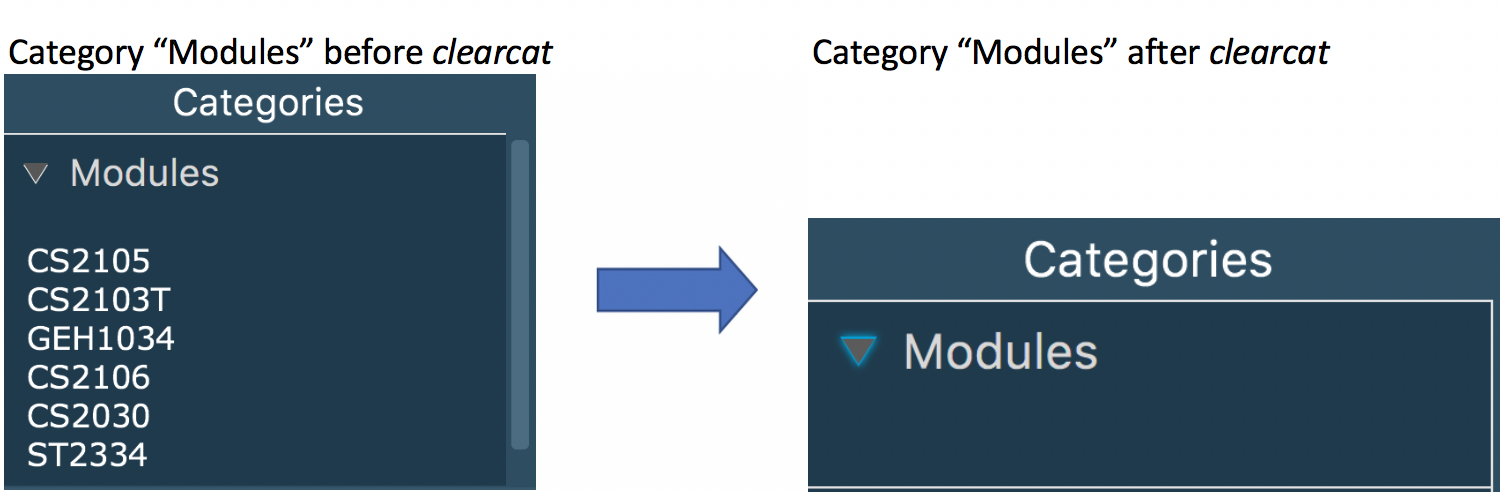 Category “Modules” before clearcat
Categories
Modules
CS2105
CS2103T
GEH1034
CS2106
CS2030
ST2334
Category “Modules” after clearcat
Categories
Modules